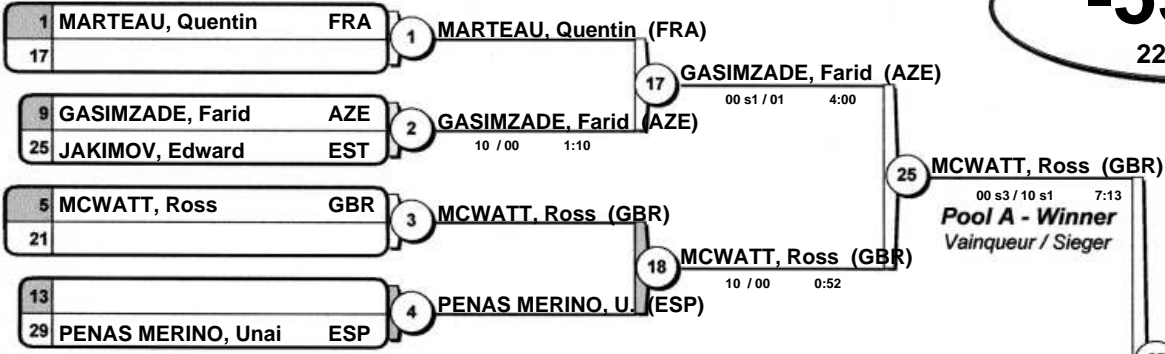 1 MARTEAU, Quentin FRA
17
1
MARTEAU, Quentin (FRA)
9 GASIMZADE, Farid AZE
25 JAKIMOV, Edward EST
2
GASIMZADE, Farid (AZE)
10 / 00 1:10
17
GASIMZADE, Farid (AZE)
00 s1 / 01 4:00
5 MCWATT, Ross GBR
21
3
MCWATT, Ross (GBR)
13
29 PENAS MERINO, Unai ESP
4
PENAS MERINO, U. (ESP)
18
MCWATT, Ross (GBR)
10 / 00 0:52
25
MCWATT, Ross (GBR)
00 s3 / 10 s1 7:13
Pool A - Winner
Vainqueur / Sieger
22